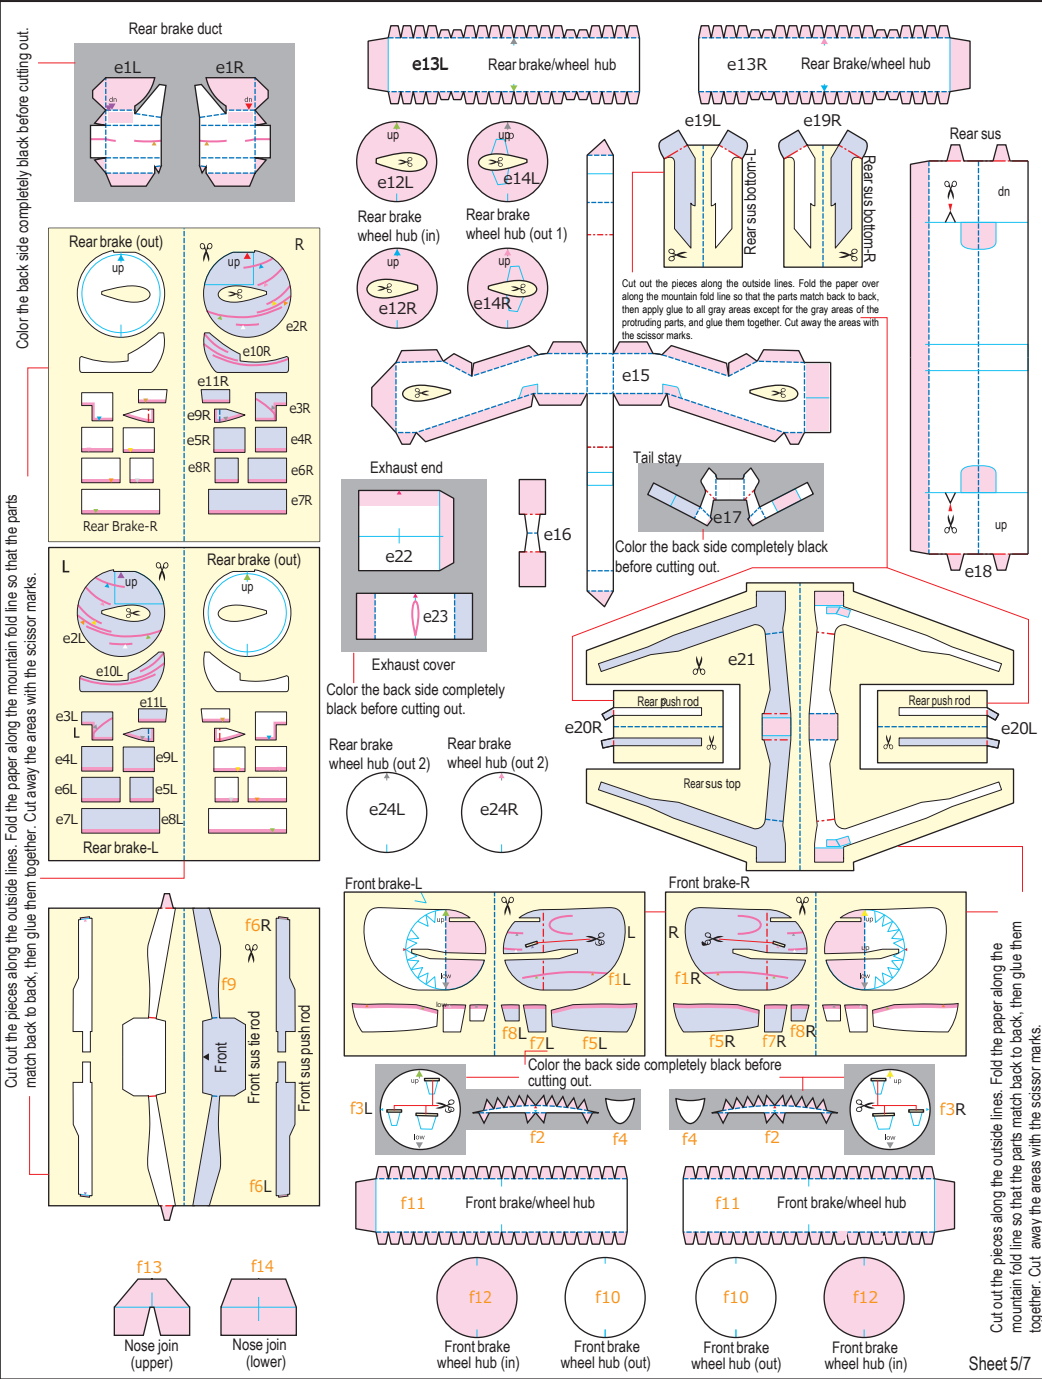 Color the back side completely black before cutting out.
Rear brake duct
e1L
e1R
dn
dn
e13L
Rear brake/wheel hub
e13R
Rear Brake/wheel hub
up
e12L
Rear brake
wheel hub (in)
up
e14L
Rear brake
wheel hub (out 1)
up
e12R
up
e14R
e19L
e19R
Rear sus bottom-L
Rear sus bottom-R
Cut out the pieces along the outside lines. Fold the paper over
along the mountain fold line so that the parts match back to back,
then apply glue to all gray areas except for the gray areas of the
protruding parts, and glue them together. Cut away the areas with
the scissor marks.
Rear sus
dn
up
e18
Rear brake (out)
R
up
up
e2R
e10R
e11R
e9R
e3R
e5R
e4R
e8R
e6R
e7R
Rear Brake-R
e15
Exhaust end
e22
e23
Exhaust cover
Color the back side completely
black before cutting out.
e16
Tail stay
e17
Color the back side completely black
before cutting out.
L
Rear brake (out)
up
up
e2L
e10L
e11L
e3L
L
e4L
e9L
e6L
e5L
e7L
e8L
Rear brake-L
Cut out the pieces along the outside lines. Fold the paper along the mountain fold line so that the parts
match back to back, then glue them together. Cut away the areas with the scissor marks.
Rear brake
wheel hub (out 2)
e24L
Rear brake
wheel hub (out 2)
e24R
e21
Rear push rod
e20R
Rear push rod
e20L
Rear sus top
f6R
f9
Front
Front sus tie rod
Front sus push rod
f6L
Front brake-L
up
low
L
f1L
low
f8L
f7L
f5L
Front brake-R
R
f1R
up
up
low
f5R
f7R
f8R
Color the back side completely black before
cutting out.
f3L
up
low
f2
f4
f4
f2
up
low
f3R
f11
Front brake/wheel hub
f11
Front brake/wheel hub
f13
Nose join
(upper)
f14
Nose join
(lower)
f12
Front brake
wheel hub (in)
f10
Front brake
wheel hub (out)
f10
Front brake
wheel hub (out)
f12
Front brake
wheel hub (in)
Cut out the pieces along the outside lines. Fold the paper along the
mountain fold line so that the parts match back to back, then glue them
together. Cut away the areas with the scissor marks.
Sheet 5/7